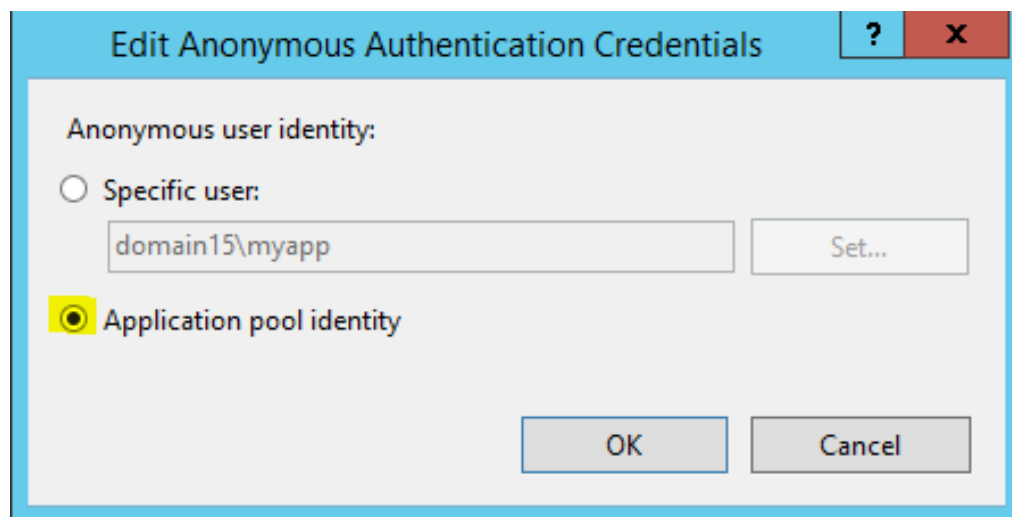 Edit Anonymous Authentication Credentials
?
x
Anonymous user identity:
Specific user:
domain15\myapp
Set...
Application pool identity
OK
Cancel